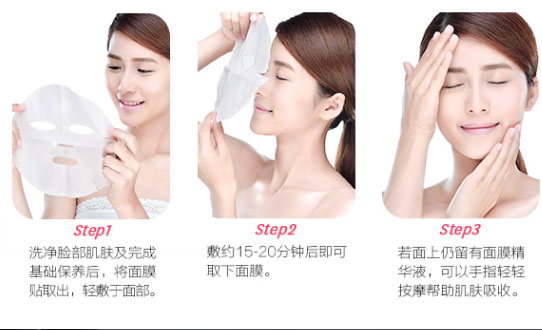 Step1
洗净脸部肌肤及完成
基础保养后，将面膜
贴取出，轻敷于面部。
Step2
敷约15-20分钟后即可
取下面膜。
Step3
若面上仍留有面膜精
华液，可以手指轻轻
按摩帮助肌肤吸收。